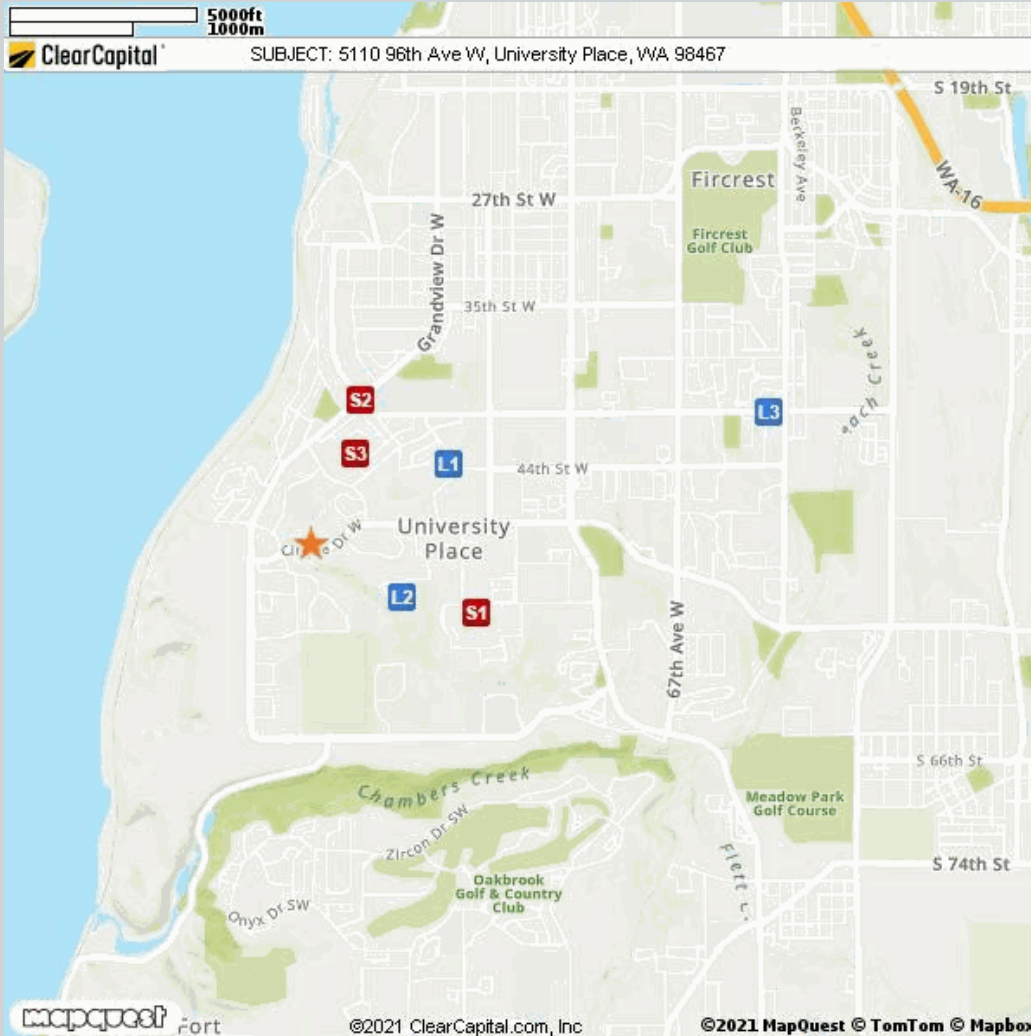 5000ft
1000m
ClearCapital
SUBJECT: 5110 96th Ave W, University Place, WA 98467
S 19th St
Berkeley Ave
WA-16
Fircrest
27th St W
Fircrest
Golf Club
Grandview Dr W
35th St W
each Creek
S2
L3
S3
L1
44th St W
University
Place
Dr W
L2
S1
67th Ave W
S 66th St
Chambers Creek
Meadow Park
Golf Course
Zircon Dr SW
Flett
S 74th St
Oakbrook
Golf & Country
Club
Onyx Dr SW
mapquest
Fort
©2021 ClearCapital.com, Inc
©2021 MapQuest © TomTom © Mapbox